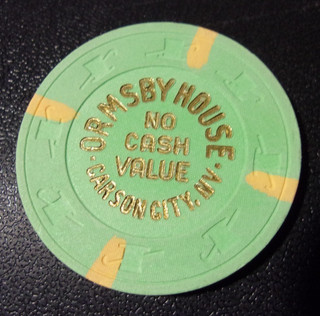 ·ORMSBY HOUSE·
NO
CASH
VALUE
CARSON CITY, NV.